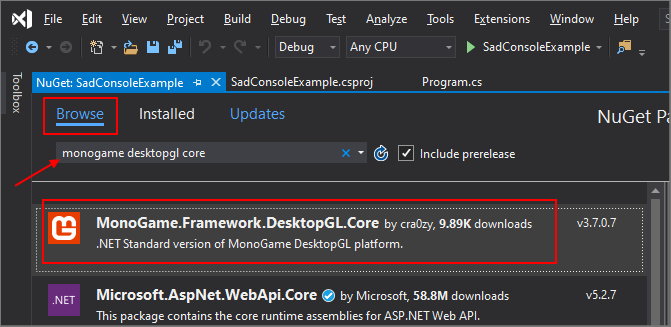 File Edit View Project Build Debug Test Analyze Tools Extensions Window Help
Debug Any CPU SadConsoleExample
Toolbox
NuGet: SadConsoleExample SadConsoleExample.csproj Program.cs
Browse Installed Updates NuGet Pa
monogame desktopgl core Include prerelease
MonoGame.Framework.DesktopGL.Core by cra0zy, 9.89K downloads v3.7.0.7
.NET Standard version of MonoGame DesktopGL platform.
.NET Microsoft.AspNet.WebApi.Core by Microsoft, 58.8M downloads v5.2.7
This package contains the core runtime assemblies for ASP.NET Web API.